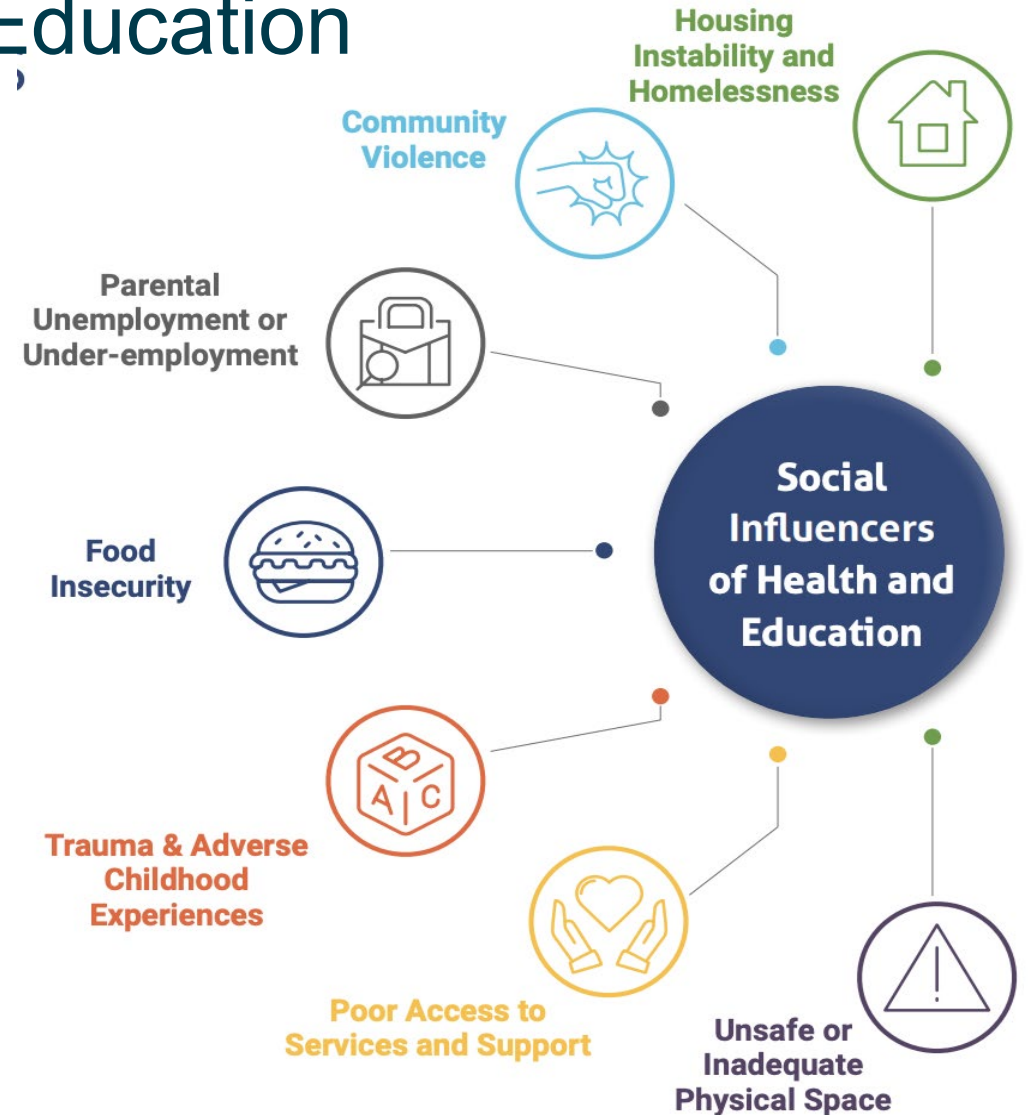 Education
Housing
Instability and
Homelessness
Community
Violence
Parental
Unemployment or
Under-employment
Food
Insecurity
Social
Influencers
of Health and
Education
B
A
C
Trauma & Adverse
Childhood
Experiences
Poor Access to
Services and Support
Unsafe or
Inadequate
Physical Space